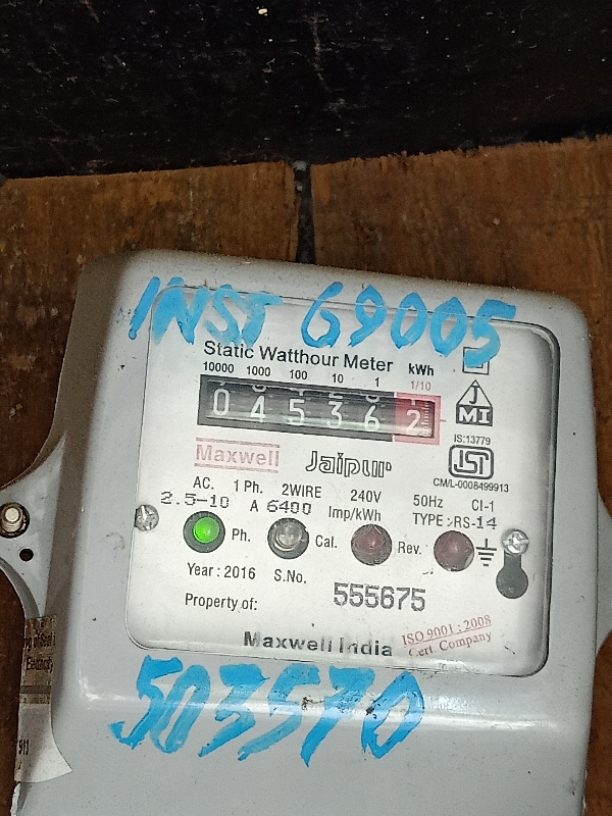 INST G9005
Static Watthour Meter kWh
10000 1000 100 10 1 1/10
0 4 5 3 6 2
J
MI
IS:13779
ISI
CM/L-0008499913
Maxwell Jaipur
AC. 1 Ph. 2WIRE 240V 50Hz Cl-1
2.5-10 A 6400 Imp/kWh TYPE :RS-14
Ph. Cal. Rev.
Year : 2016 S.No. 555675
Property of:
Maxwell India
ISO 9001 : 2008
Cert Company
503570